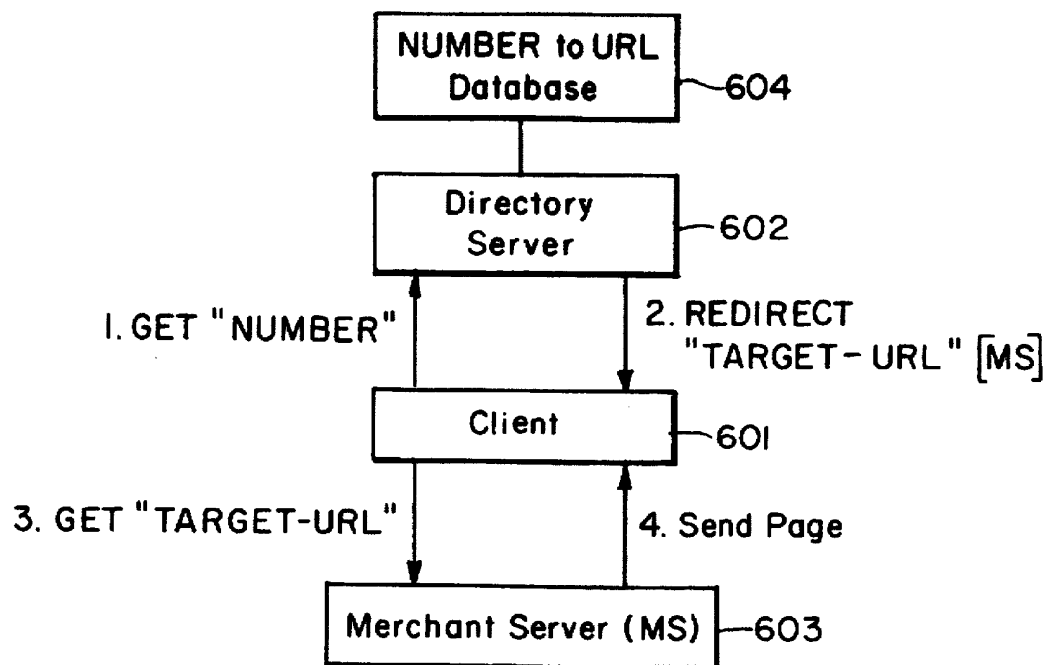 NUMBER to URL
Database
604
Directory
Server
602
1. GET "NUMBER"
2. REDIRECT
"TARGET-URL" [MS]
Client
601
3. GET "TARGET-URL"
4. Send Page
Merchant Server (MS)
603